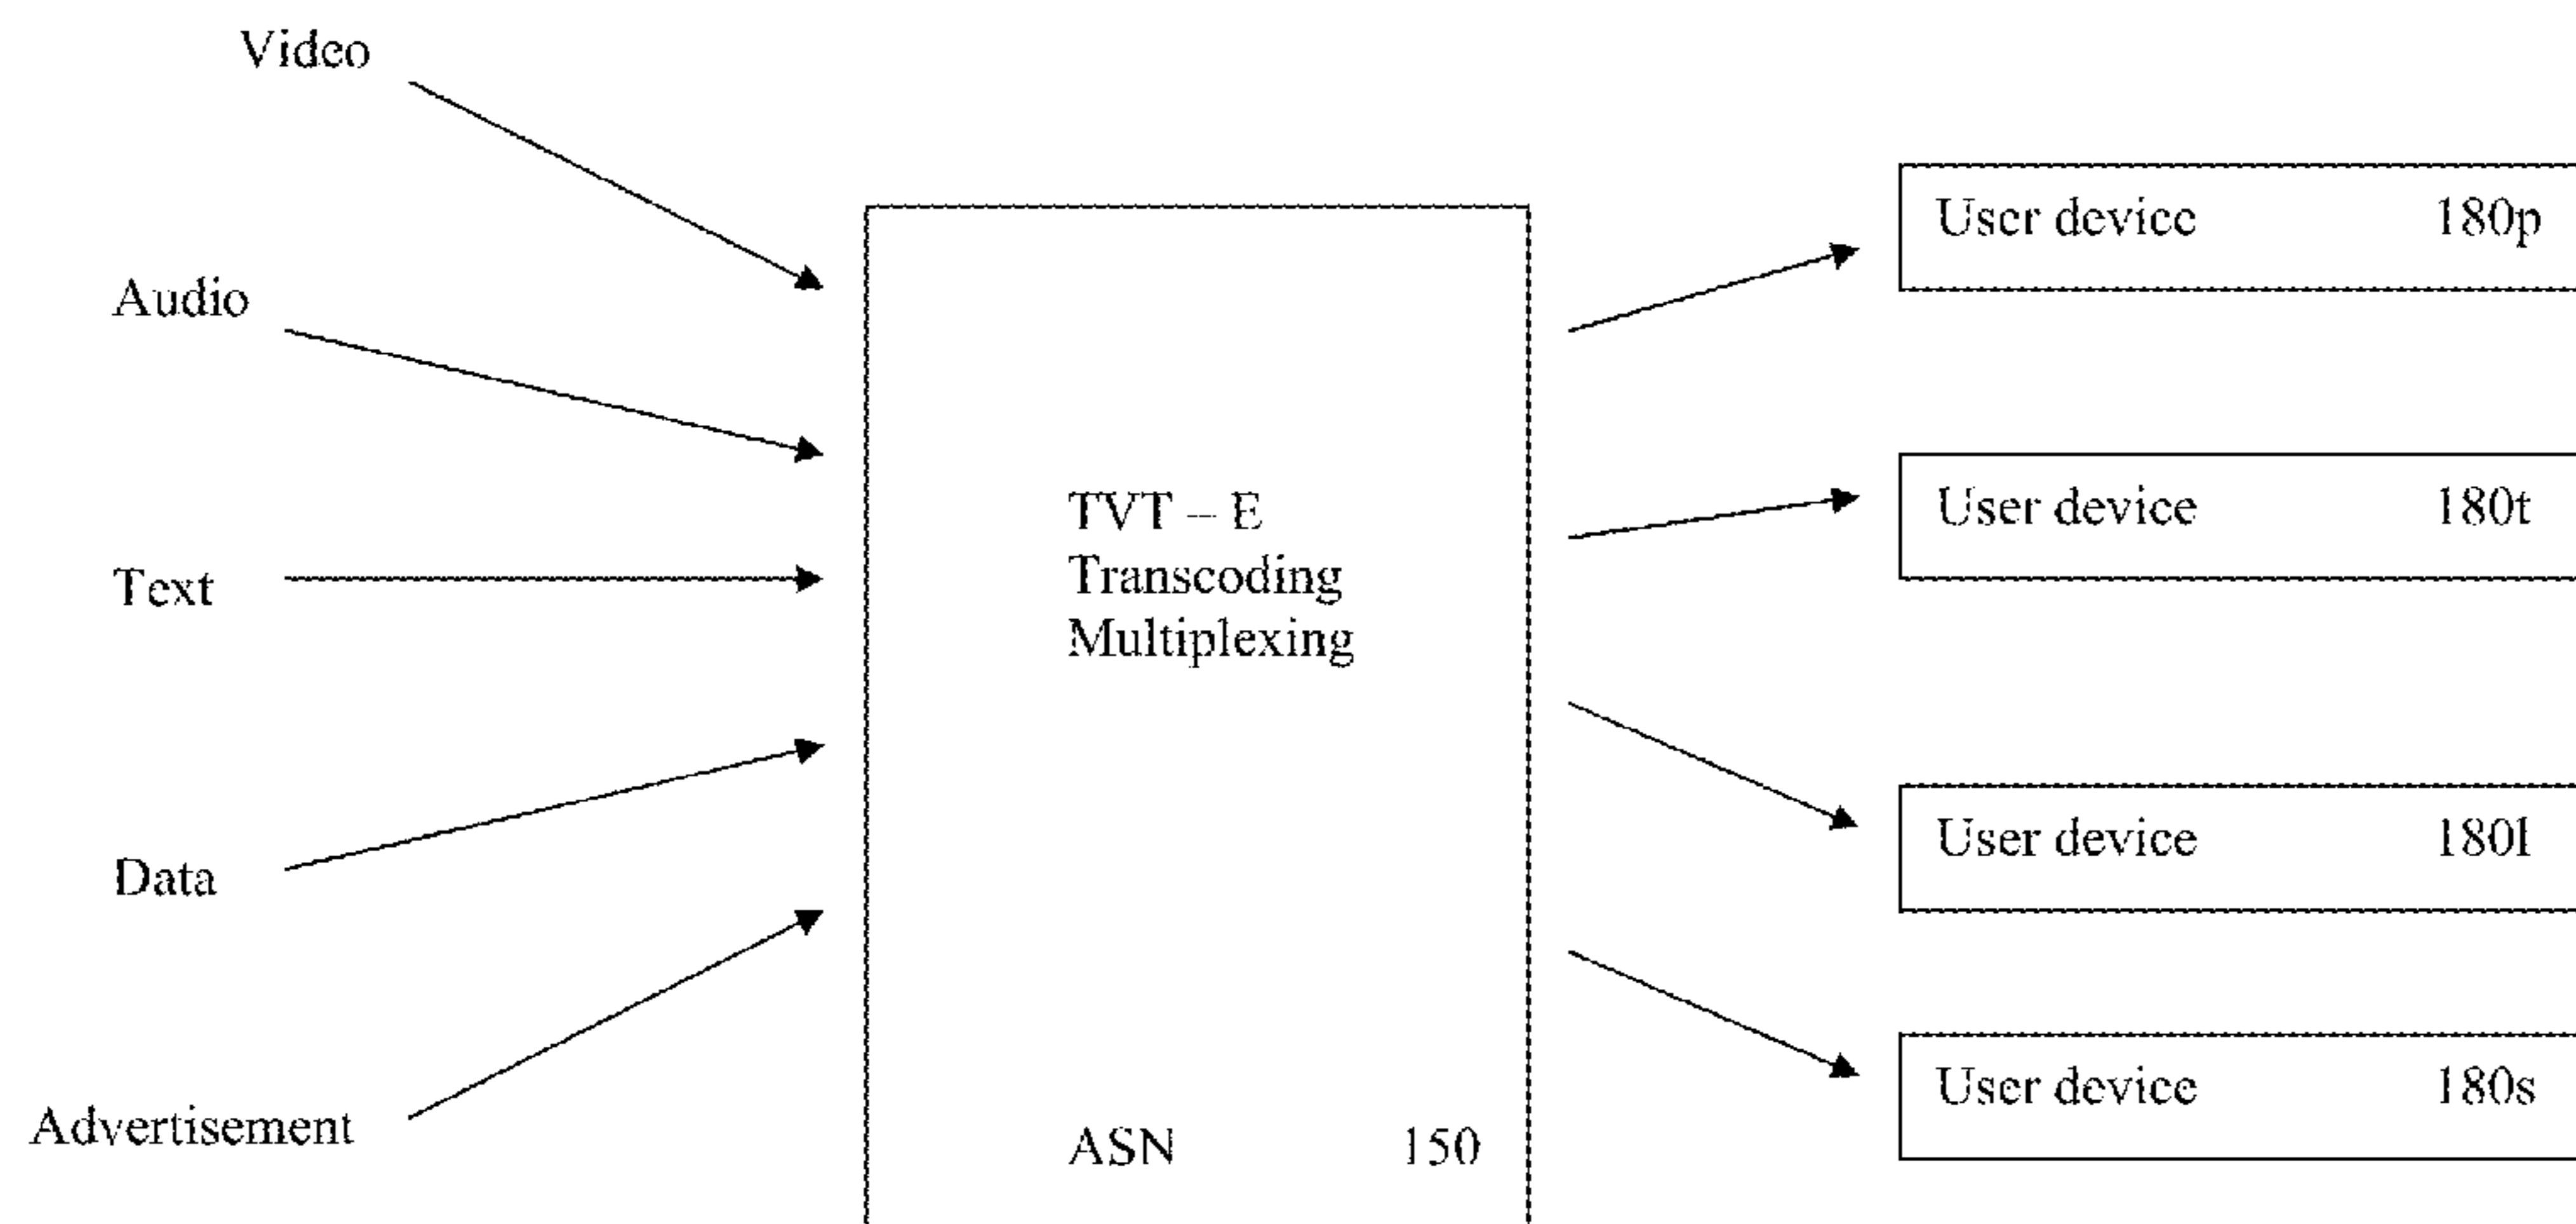 Video
Audio
Text
Data
Advertisement
TVT – E
Transcoding
Multiplexing
ASN 150
User device 180p
User device 180t
User device 180l
User device 180s